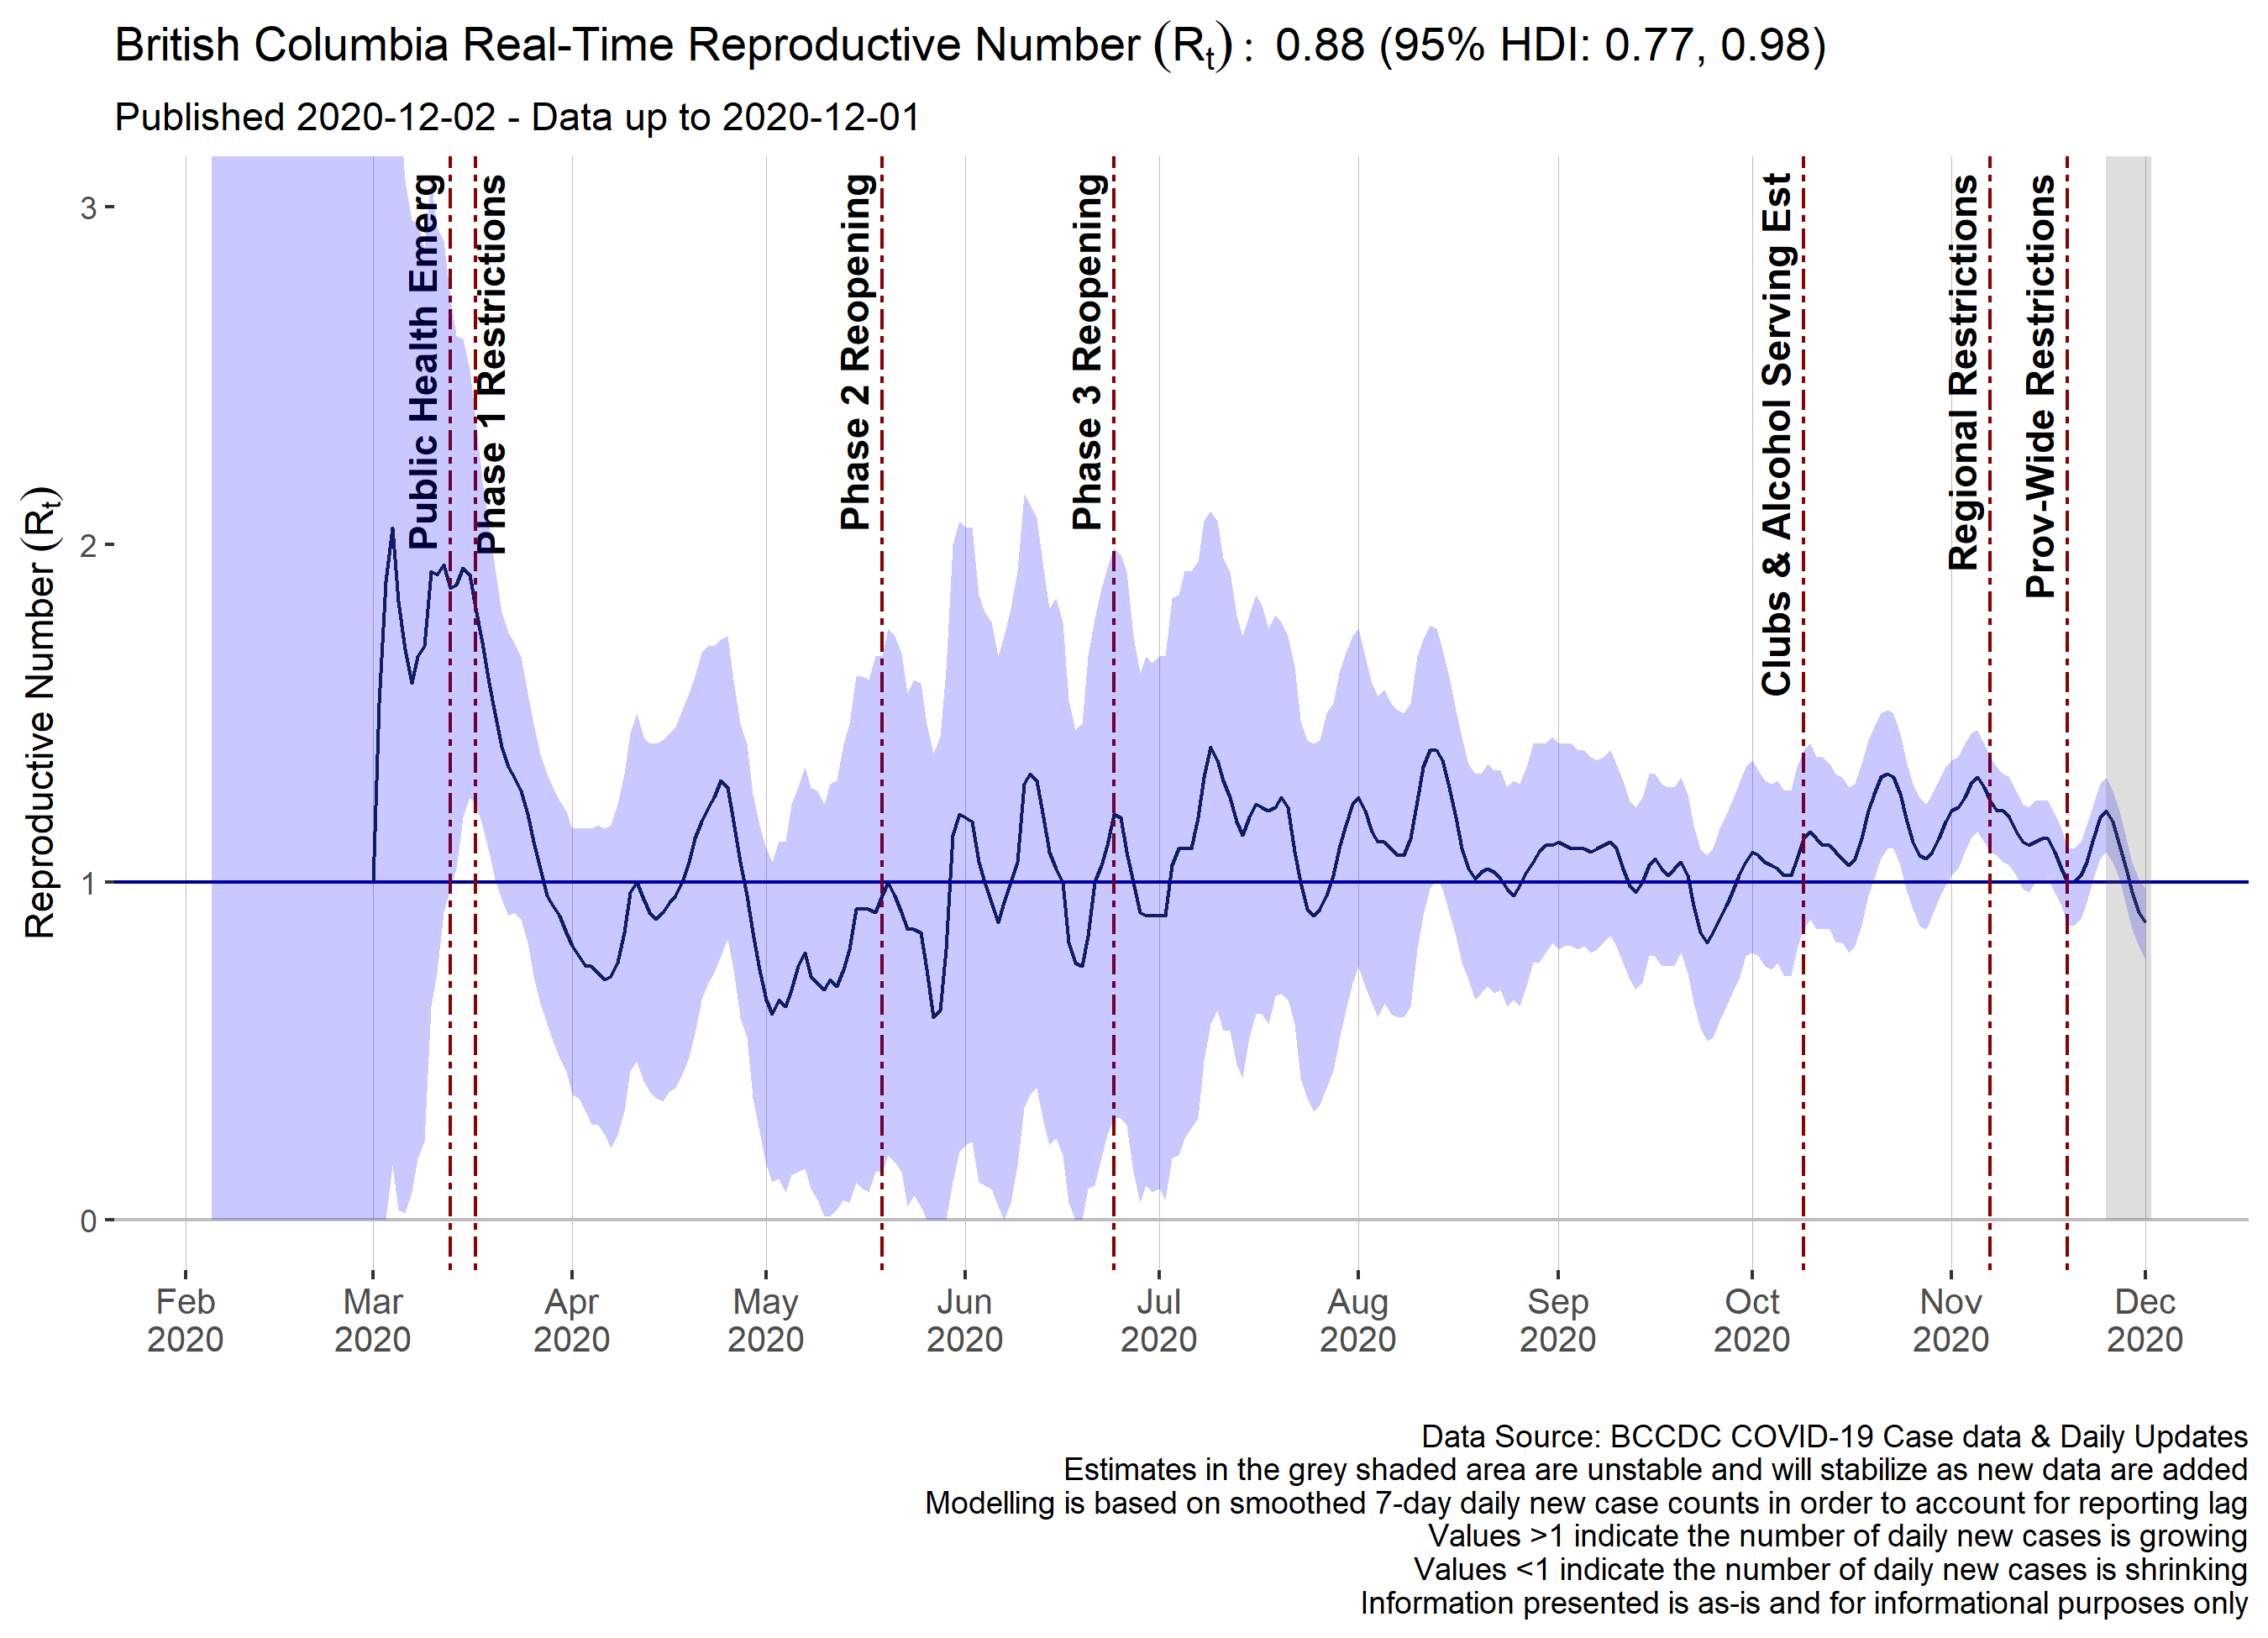 British Columbia Real-Time Reproductive Number (Rt): 0.88 (95% HDI: 0.77, 0.98)
Published 2020-12-02 - Data up to 2020-12-01
Reproductive Number (Rt)
3
2
1
0
Public Health Emerg
Phase 1 Restrictions
Phase 2 Reopening
Phase 3 Reopening
Clubs & Alcohol Serving Est
Regional Restrictions
Prov-Wide Restrictions
Feb Mar Apr May Jun Jul Aug Sep Oct Nov Dec
2020 2020 2020 2020 2020 2020 2020 2020 2020 2020 2020
Data Source: BCCDC COVID-19 Case data & Daily Updates
Estimates in the grey shaded area are unstable and will stabilize as new data are added
Modelling is based on smoothed 7-day daily new case counts in order to account for reporting lag
Values >1 indicate the number of daily new cases is growing
Values <1 indicate the number of daily new cases is shrinking
Information presented is as-is and for informational purposes only